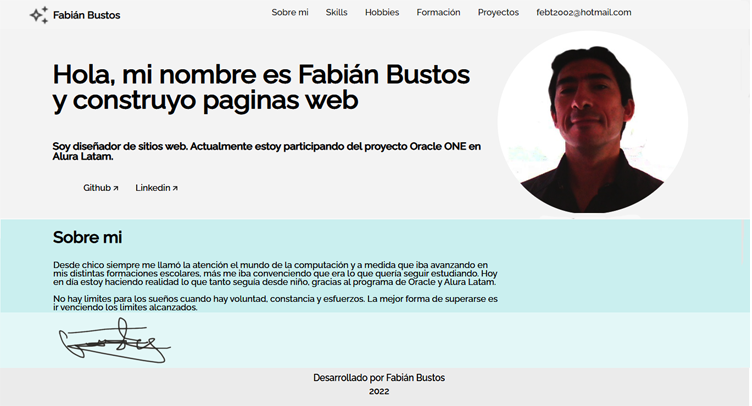 Fabián Bustos
Sobre mi Skills Hobbies Formación Proyectos febt2002@hotmail.com
Hola, mi nombre es Fabián Bustos
y construyo paginas web
Soy diseñador de sitios web. Actualmente estoy participando del proyecto Oracle ONE en
Alura Latam.
Github ↗ Linkedin ↗
Sobre mi
Desde chico siempre me llamó la atención el mundo de la computación y a medida que iba avanzando en
mis distintas formaciones escolares, más me iba convenciendo que era lo que quería seguir estudiando. Hoy
en día estoy haciendo realidad lo que tanto seguía desde niño, gracias al programa de Oracle y Alura Latam.
No hay limites para los sueños cuando hay voluntad, constancia y esfuerzos. La mejor forma de superarse es
ir venciendo los limites alcanzados.
Desarrollado por Fabián Bustos
2022